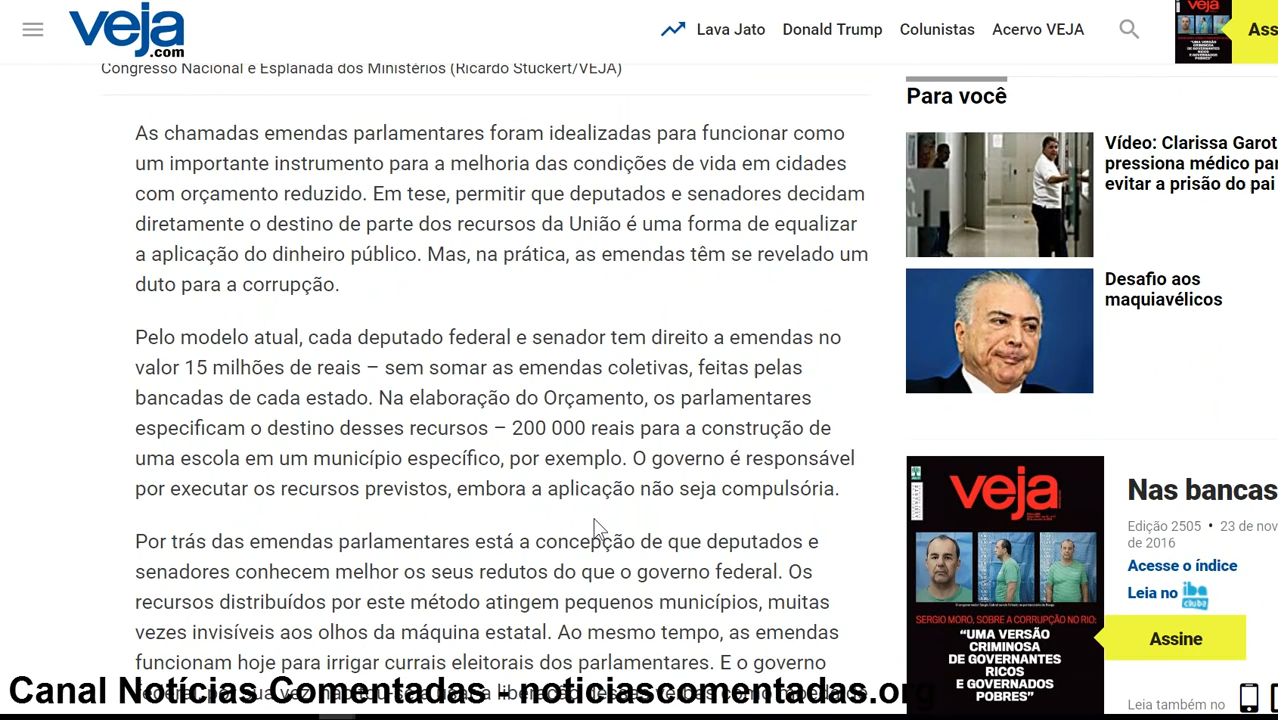 veja
.com
Lava Jato Donald Trump Colunistas Acervo VEJA
veja
Ass
Congresso Nacional e Esplanada dos Ministérios (Ricardo Stuckert/VEJA)
As chamadas emendas parlamentares foram idealizadas para funcionar como
um importante instrumento para a melhoria das condições de vida em cidades
com orçamento reduzido. Em tese, permitir que deputados e senadores decidam
diretamente o destino de parte dos recursos da União é uma forma de equalizar
a aplicação do dinheiro público. Mas, na prática, as emendas têm se revelado um
duto para a corrupção.
Pelo modelo atual, cada deputado federal e senador tem direito a emendas no
valor 15 milhões de reais – sem somar as emendas coletivas, feitas pelas
bancadas de cada estado. Na elaboração do Orçamento, os parlamentares
especificam o destino desses recursos – 200 000 reais para a construção de
uma escola em um município específico, por exemplo. O governo é responsável
por executar os recursos previstos, embora a aplicação não seja compulsória.
Por trás das emendas parlamentares está a concepção de que deputados e
senadores conhecem melhor os seus redutos do que o governo federal. Os
recursos distribuídos por este método atingem pequenos municípios, muitas
vezes invisíveis aos olhos da máquina estatal. Ao mesmo tempo, as emendas
funcionam hoje para irrigar currais eleitorais dos parlamentares. E o governo
Canal Notícias Comentadas - noticiascomentadas.org
Para você
Vídeo: Clarissa Garot
pressiona médico par
evitar a prisão do pai
Desafio aos
maquiavélicos
veja
SERGIO MORO, SOBRE A CORRUPÇÃO NO RIO:
"UMA VERSÃO
CRIMINOSA
DE GOVERNANTES
RICOS
E GOVERNADOS
POBRES"
Nas bancas
Edição 2505 • 23 de nov
de 2016
Acesse o índice
Leia no iba
clube
Assine
Leia também no